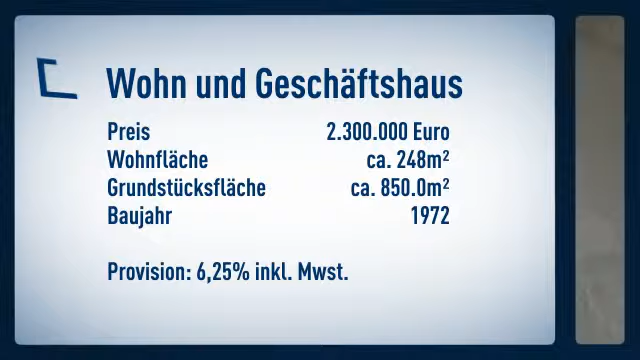 Wohn und Geschäftshaus
Preis 2.300.000 Euro
Wohnfläche ca. 248m²
Grundstücksfläche ca. 850.0m²
Baujahr 1972
Provision: 6,25% inkl. Mwst.